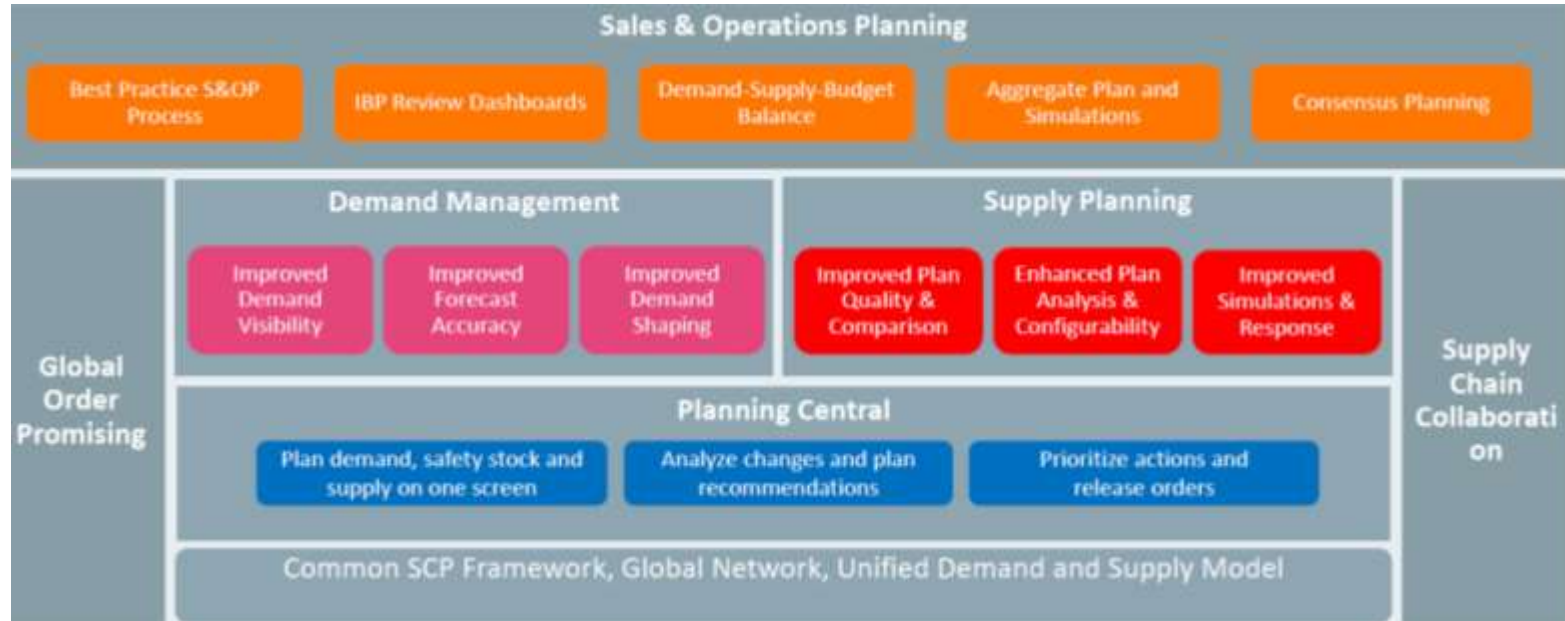 Sales & Operations Planning
Best Practice S&OP
Process
IBP Review Dashboards
Demand-Supply-Budget
Balance
Aggregate Plan and
Simulations
Consensus Planning
Global
Order
Promising
Demand Management
Improved
Demand
Visibility
Improved
Forecast
Accuracy
Improved
Demand
Shaping
Supply Planning
Improved Plan
Quality &
Comparison
Enhanced Plan
Analysis &
Configurability
Improved
Simulations &
Response
Planning Central
Plan demand, safety stock and
supply on one screen
Analyze changes and plan
recommendations
Prioritize actions and
release orders
Common SCP Framework, Global Network, Unified Demand and Supply Model
Supply
Chain
Collaborati
on